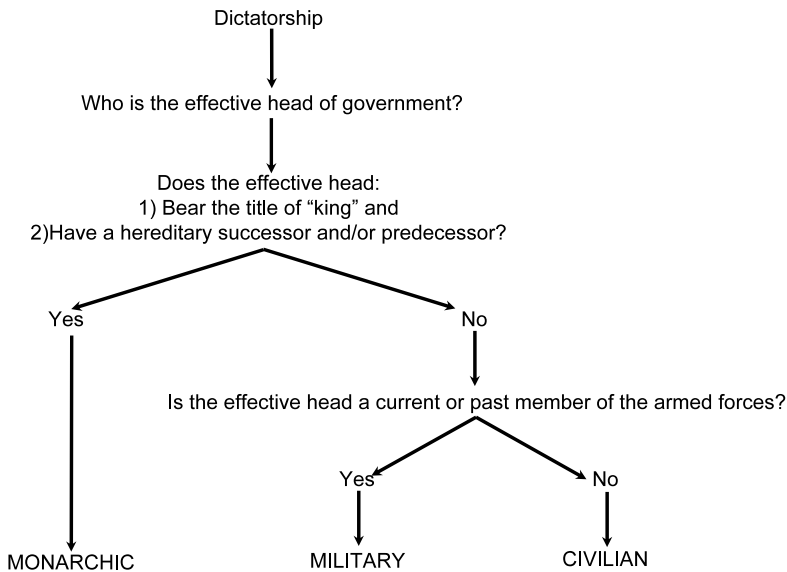 Dictatorship
Who is the effective head of government?
Does the effective head:
1) Bear the title of “king” and
2)Have a hereditary successor and/or predecessor?
Yes
No
Is the effective head a current or past member of the armed forces?
Yes
No
MONARCHIC
MILITARY
CIVILIAN